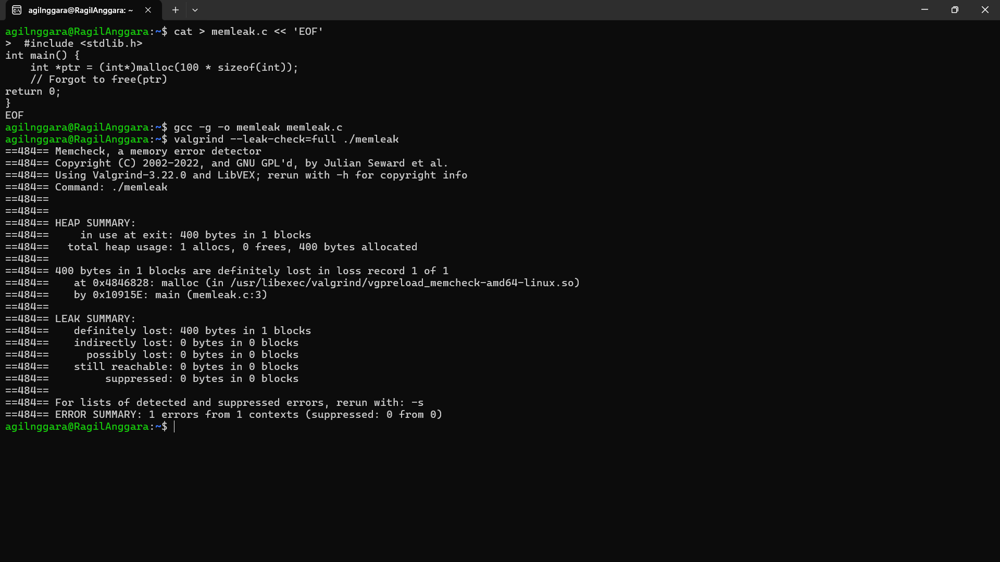 agilnggara@RagilAnggara: ~
agilnggara@RagilAnggara:~$ cat > memleak.c << 'EOF'
>  #include <stdlib.h>
int main() {
    int *ptr = (int*)malloc(100 * sizeof(int));
    // Forgot to free(ptr)
return 0;
}
EOF
agilnggara@RagilAnggara:~$ gcc -g -o memleak memleak.c
agilnggara@RagilAnggara:~$ valgrind --leak-check=full ./memleak
==484== Memcheck, a memory error detector
==484== Copyright (C) 2002-2022, and GNU GPL'd, by Julian Seward et al.
==484== Using Valgrind-3.22.0 and LibVEX; rerun with -h for copyright info
==484== Command: ./memleak
==484==
==484==
==484== HEAP SUMMARY:
==484==     in use at exit: 400 bytes in 1 blocks
==484==   total heap usage: 1 allocs, 0 frees, 400 bytes allocated
==484==
==484== 400 bytes in 1 blocks are definitely lost in loss record 1 of 1
==484==    at 0x4846828: malloc (in /usr/libexec/valgrind/vgpreload_memcheck-amd64-linux.so)
==484==    by 0x10915E: main (memleak.c:3)
==484==
==484== LEAK SUMMARY:
==484==    definitely lost: 400 bytes in 1 blocks
==484==    indirectly lost: 0 bytes in 0 blocks
==484==      possibly lost: 0 bytes in 0 blocks
==484==    still reachable: 0 bytes in 0 blocks
==484==         suppressed: 0 bytes in 0 blocks
==484==
==484== For lists of detected and suppressed errors, rerun with: -s
==484== ERROR SUMMARY: 1 errors from 1 contexts (suppressed: 0 from 0)
agilnggara@RagilAnggara:~$